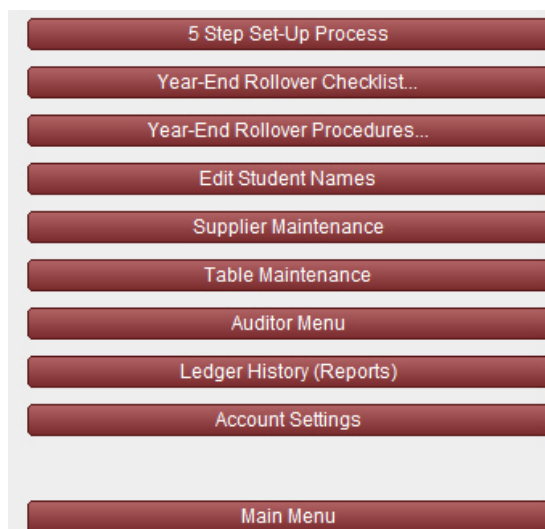 5 Step Set-Up Process
Year-End Rollover Checklist...
Year-End Rollover Procedures...
Edit Student Names
Supplier Maintenance
Table Maintenance
Auditor Menu
Ledger History (Reports)
Account Settings
Main Menu